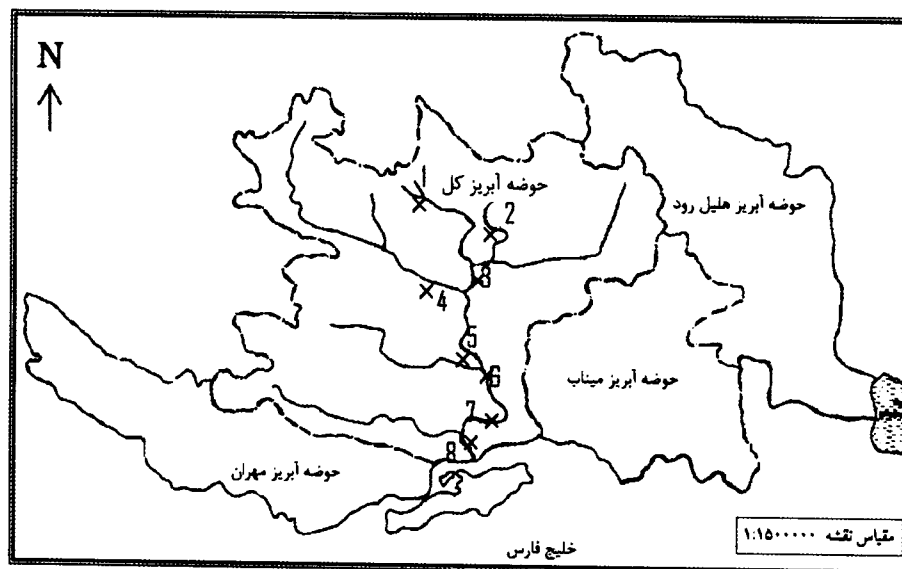 N
حوضه آبریز کل
حوضه آبریز هلیل رود
1
2
3
4
5
6
7
8
حوضه آبریز میناب
حوضه آبریز مهران
خلیج فارس
مقیاس نقشه ۱:۱۵۰۰۰۰۰